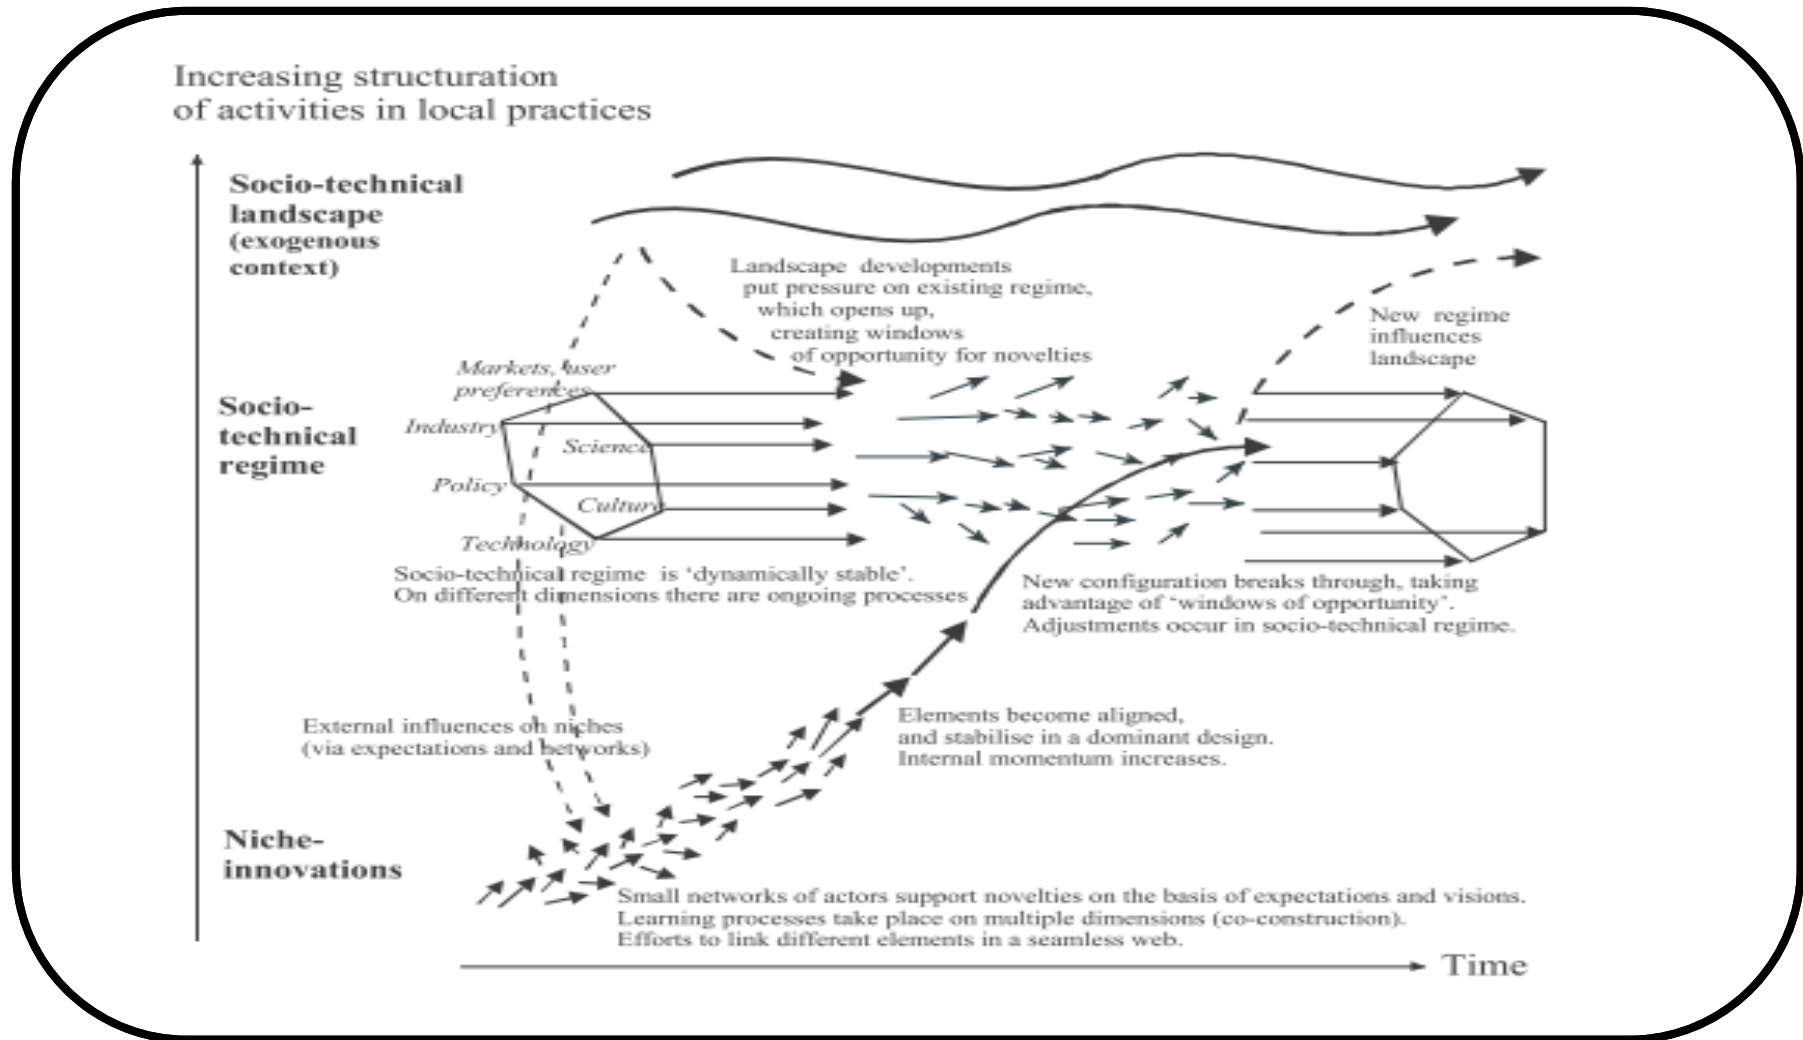 Increasing structuration
of activities in local practices
Socio-technical
landscape
(exogenous
context)
Landscape developments
put pressure on existing regime,
which opens up,
creating windows
of opportunity for novelties
New regime
influences
landscape
Markets, user
preferences
Socio-
technical
regime
Industry
Science
Policy
Culture
Technology
Socio-technical regime is ‘dynamically stable’.
On different dimensions there are ongoing processes
New configuration breaks through, taking
advantage of ‘windows of opportunity’.
Adjustments occur in socio-technical regime.
External influences on niches
(via expectations and networks)
Elements become aligned,
and stabilise in a dominant design.
Internal momentum increases.
Niche-
innovations
Small networks of actors support novelties on the basis of expectations and visions.
Learning processes take place on multiple dimensions (co-construction).
Efforts to link different elements in a seamless web.
Time